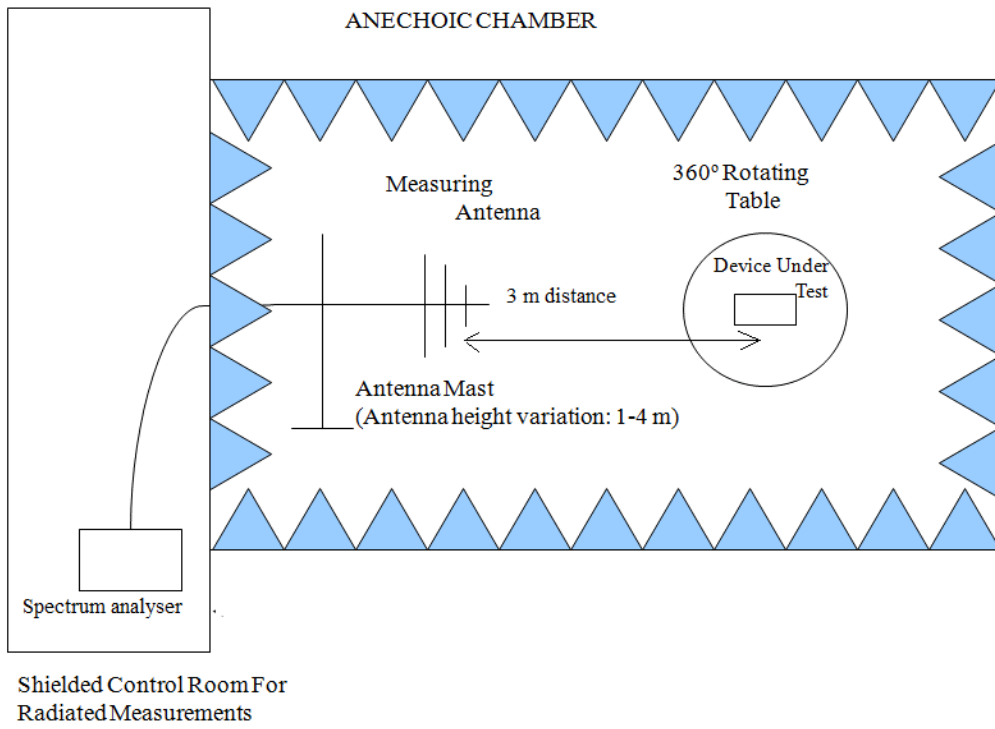 ANECHOIC CHAMBER
Measuring
Antenna
360º Rotating
Table
Device Under
Test
3 m distance
Antenna Mast
(Antenna height variation: 1-4 m)
Spectrum analyser
Shielded Control Room For
Radiated Measurements